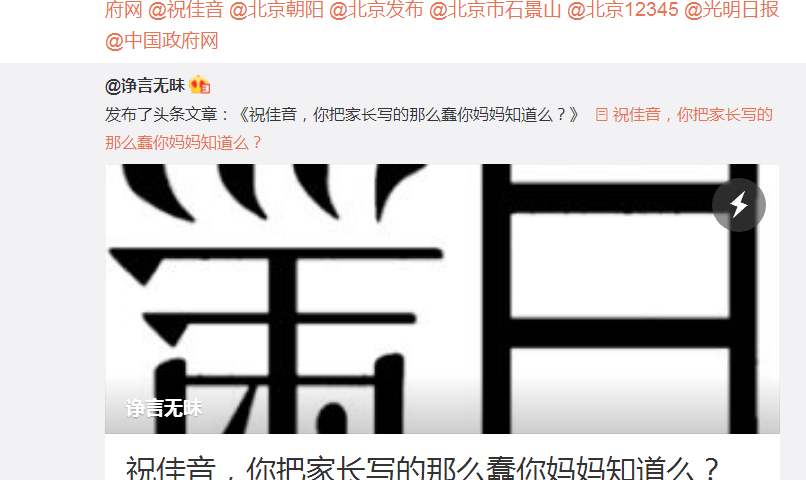 府网 @祝佳音 @北京朝阳 @北京发布 @北京市石景山 @北京12345 @光明日报
@中国政府网
@诤言无昧
发布了头条文章：《祝佳音，你把家长写的那么蠢你妈妈知道么？》 祝佳音，你把家长写的
那么蠢你妈妈知道么？
诤言无昧
祝佳音，你把家长写的那么蠢你妈妈知道么？